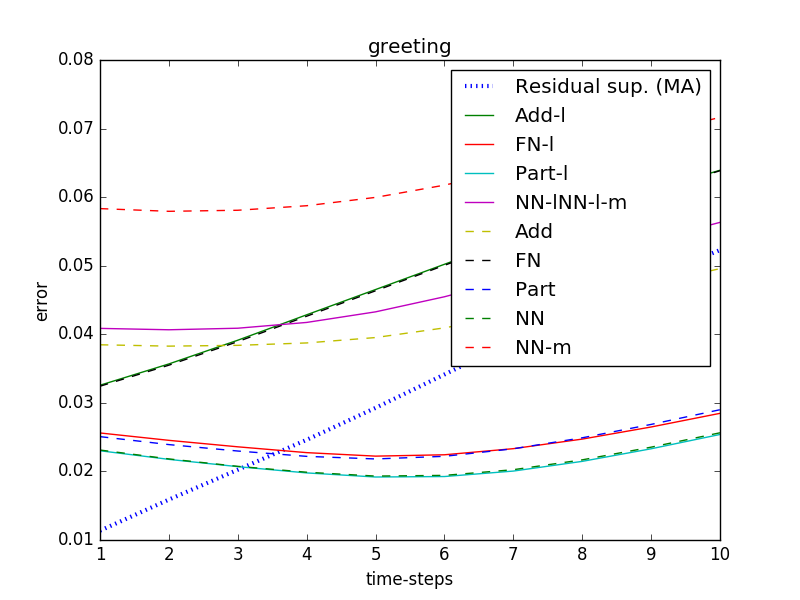 greeting
0.08
0.07
0.06
0.05
0.04
0.03
0.02
0.01
error
Residual sup. (MA)
Add-l
FN-l
Part-l
NN-lNN-l-m
Add
FN
Part
NN
NN-m
1 2 3 4 5 6 7 8 9 10
time-steps